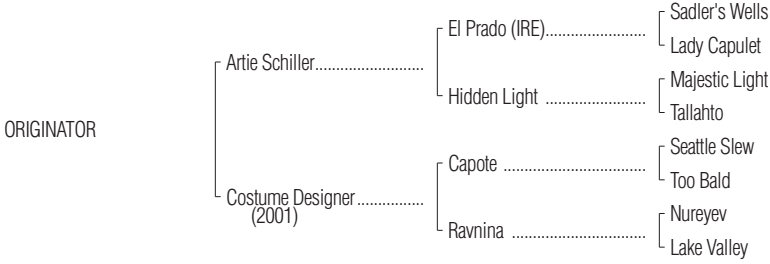 Sadler's Wells
El Prado (IRE)........................
Lady Capulet
Artie Schiller..........................
Majestic Light
Hidden Light ........................
Tallahto
ORIGINATOR
Seattle Slew
Capote ..................................
Too Bald
Costume Designer................
(2001)
Nureyev
Ravnina ................................
Lake Valley